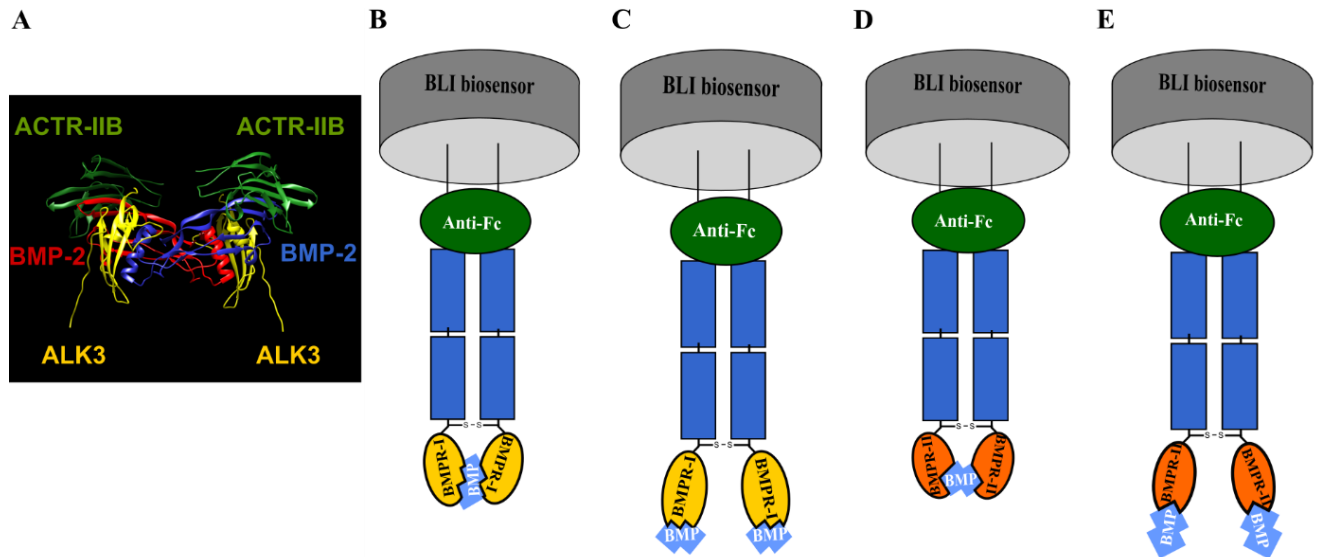 A
B
C
D
E
ACTR-IIB
ACTR-IIB
BMP-2
BMP-2
ALK3
ALK3
BLI biosensor
Anti-Fc
S-S
BMPR-I
BMP
BMPR-I
BLI biosensor
Anti-Fc
S-S
BMPR-I
BMPR-I
BMP
BMP
BLI biosensor
Anti-Fc
S-S
BMPR-II
BMP
BMPR-II
BLI biosensor
Anti-Fc
S-S
BMPR-II
BMPR-II
BMP
BMP